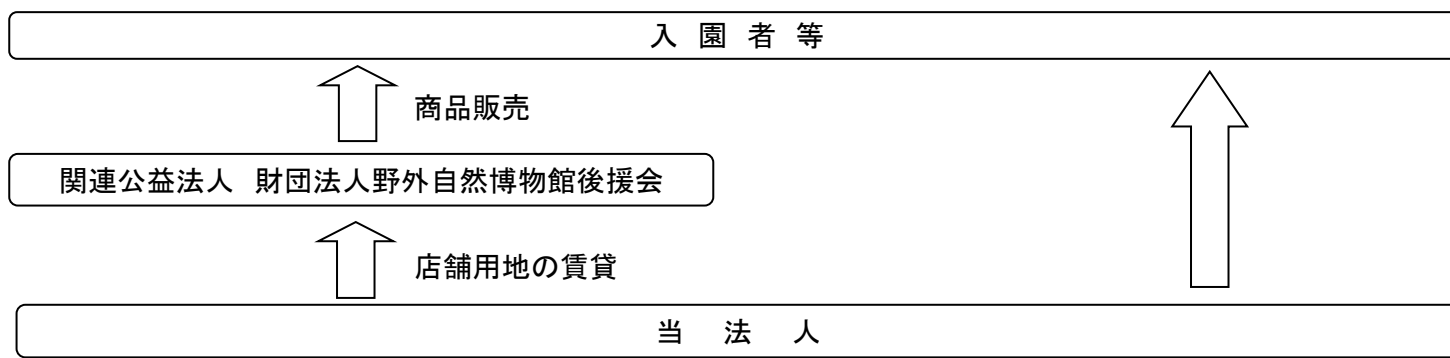 入 園 者 等
商品販売
関連公益法人 財団法人野外自然博物館後援会
店舗用地の賃貸
当 法 人